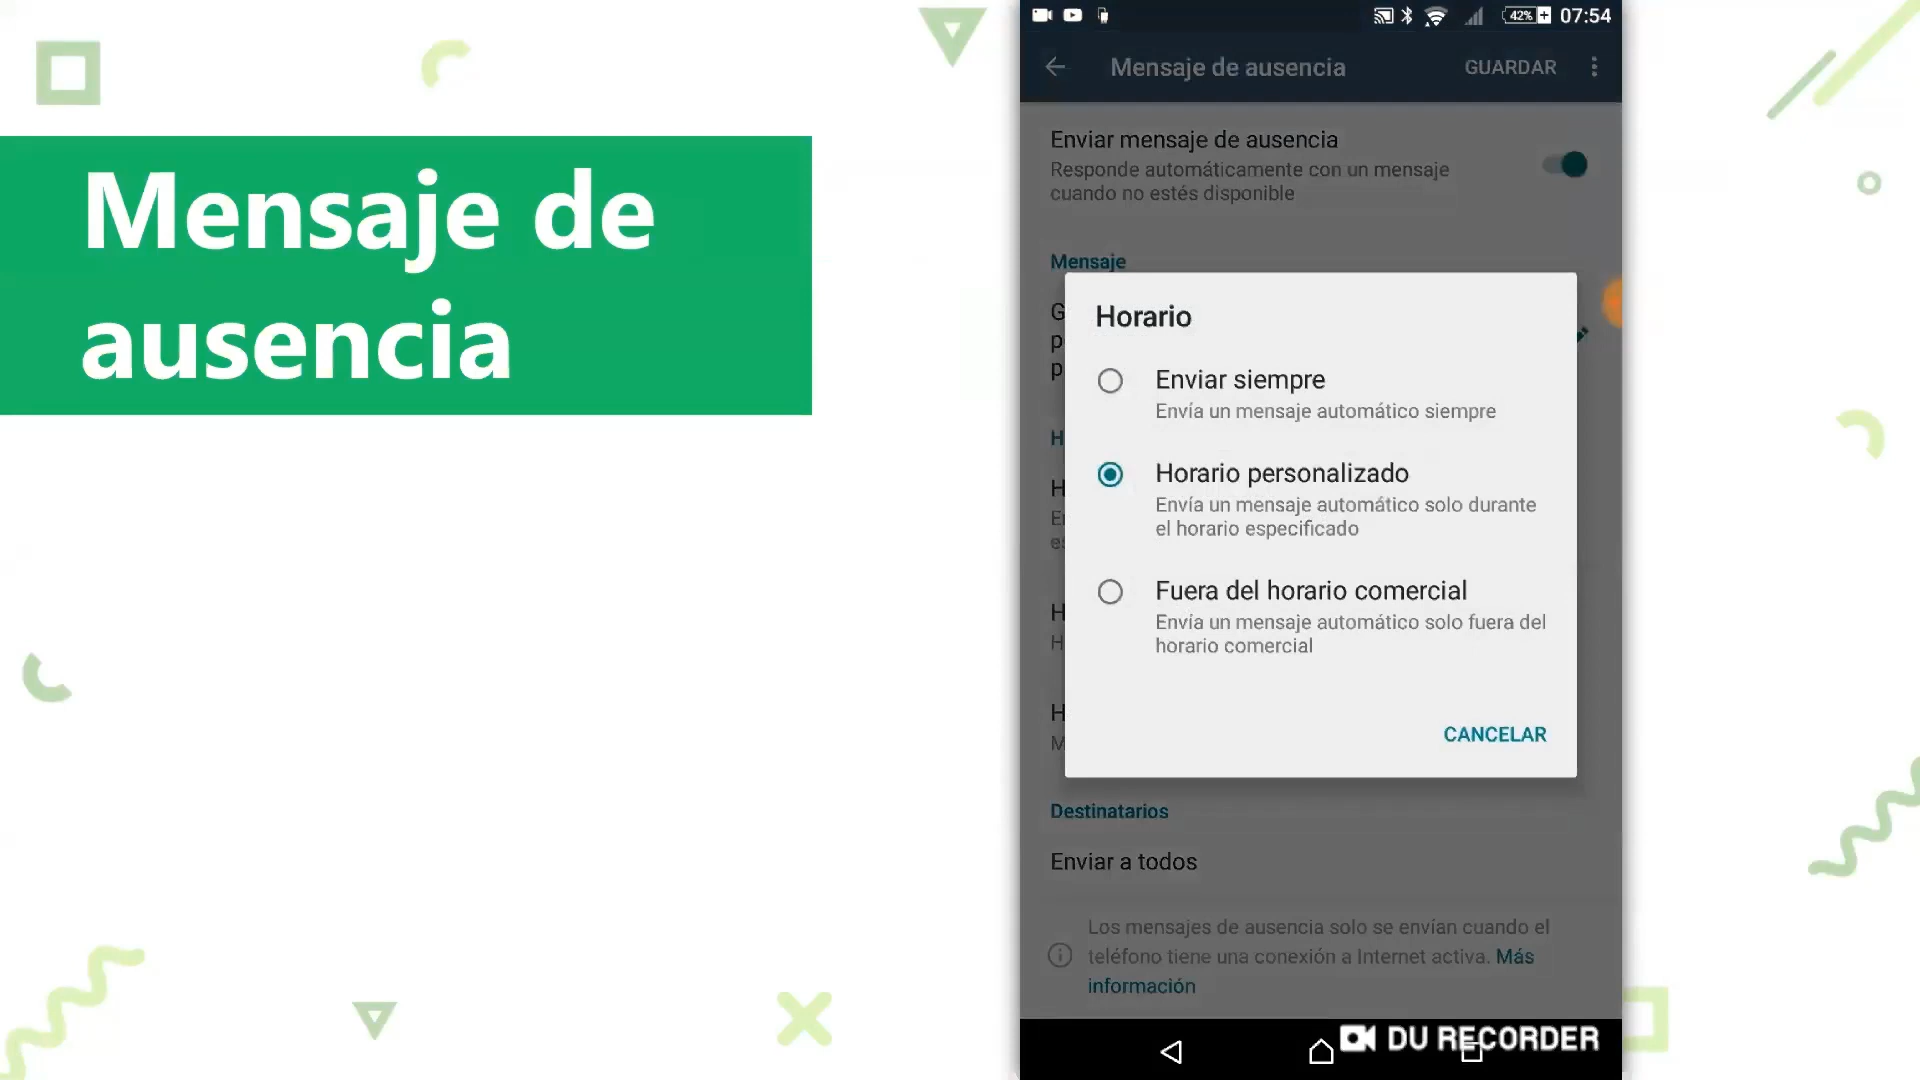 Mensaje de
ausencia
42%
07:54
Mensaje de ausencia
GUARDAR
Enviar mensaje de ausencia
Responde automáticamente con un mensaje
cuando no estés disponible
Mensaje
Horario
Enviar siempre
Envía un mensaje automático siempre
Horario personalizado
Envía un mensaje automático solo durante
el horario especificado
Fuera del horario comercial
Envía un mensaje automático solo fuera del
horario comercial
CANCELAR
Destinatarios
Enviar a todos
Los mensajes de ausencia solo se envían cuando el
teléfono tiene una conexión a Internet activa. Más
información
DU RECORDER